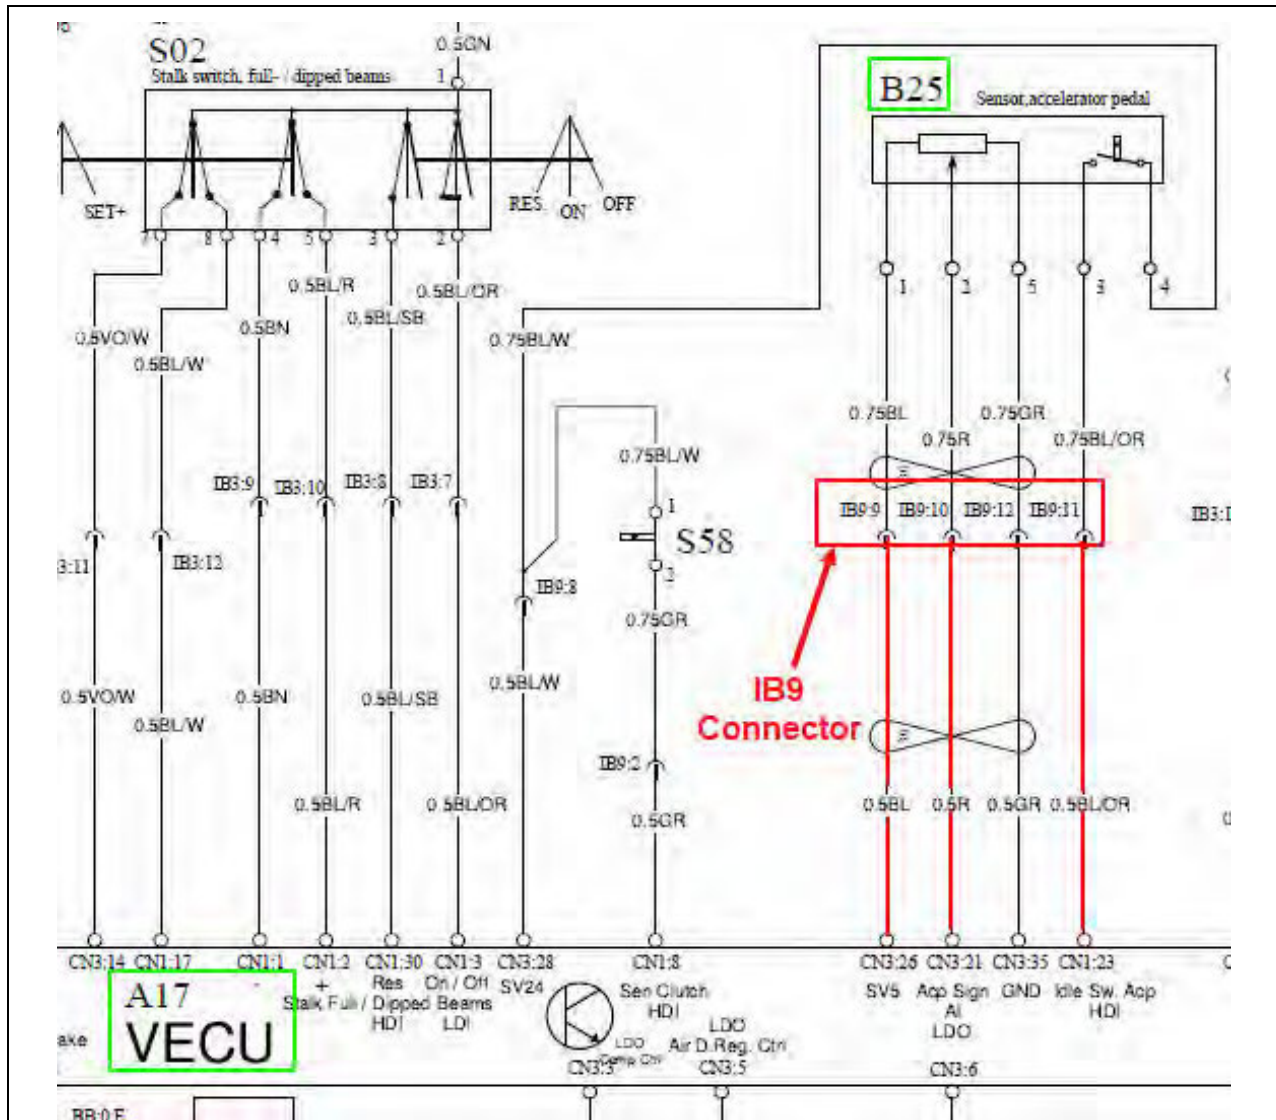 S02
0.5GN
Stalk switch, full- / dipped beams
1
B25
Sensor,accelerator pedal
SET+
RES
ON
OFF
7
8
4
5
3
2
1
2
5
3
4
0.5BL/R
0.5BL/OR
0.5BN
0.5BL/SB
0.5VO/W
0.5BL/W
0.75BL/W
0.75BL
0.75R
0.75GR
0.75BL/OR
0.75BL/W
IB3:9
IB3:10
IB3:8
IB3:7
1
IB9:9
IB9:10
IB9:12
IB9:11
S58
3:11
IB3:12
IB9:8
2
0.75GR
0.5VO/W
0.5BN
0.5BL/SB
0.5BL/W
0.5BL/W
IB9
Connector
IB9:2
0.5BL/R
0.5BL/OR
0.5GR
0.5BL
0.5R
0.5GR
0.5BL/OR
CN3:14
CN1:17
CN1:1
CN1:2
CN1:30
CN1:3
CN3:28
CN1:8
CN3:26
CN3:21
CN3:35
CN1:23
A17
VECU
+
Res
On / Off
SV24
Stalk Full / Dipped Beams
HDI
LDI
Sen Clutch
HDI
SV5
Acp Sign
AI
LDO
GND
Idle Sw. Acp
HDI
ake
LDO
LDO
Air D.Reg. Ctrl
CN3:3
CN3:5
CN3:6